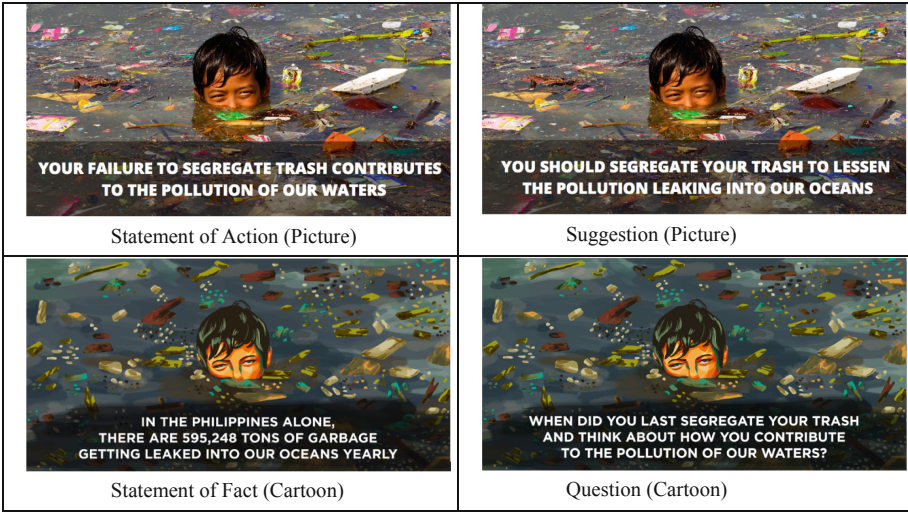 YOUR FAILURE TO SEGREGATE TRASH CONTRIBUTES
TO THE POLLUTION OF OUR WATERS
Statement of Action (Picture)
YOU SHOULD SEGREGATE YOUR TRASH TO LESSEN
THE POLLUTION LEAKING INTO OUR OCEANS
Suggestion (Picture)
IN THE PHILIPPINES ALONE,
THERE ARE 595,248 TONS OF GARBAGE
GETTING LEAKED INTO OUR OCEANS YEARLY
Statement of Fact (Cartoon)
WHEN DID YOU LAST SEGREGATE YOUR TRASH
AND THINK ABOUT HOW YOU CONTRIBUTE
TO THE POLLUTION OF OUR WATERS?
Question (Cartoon)